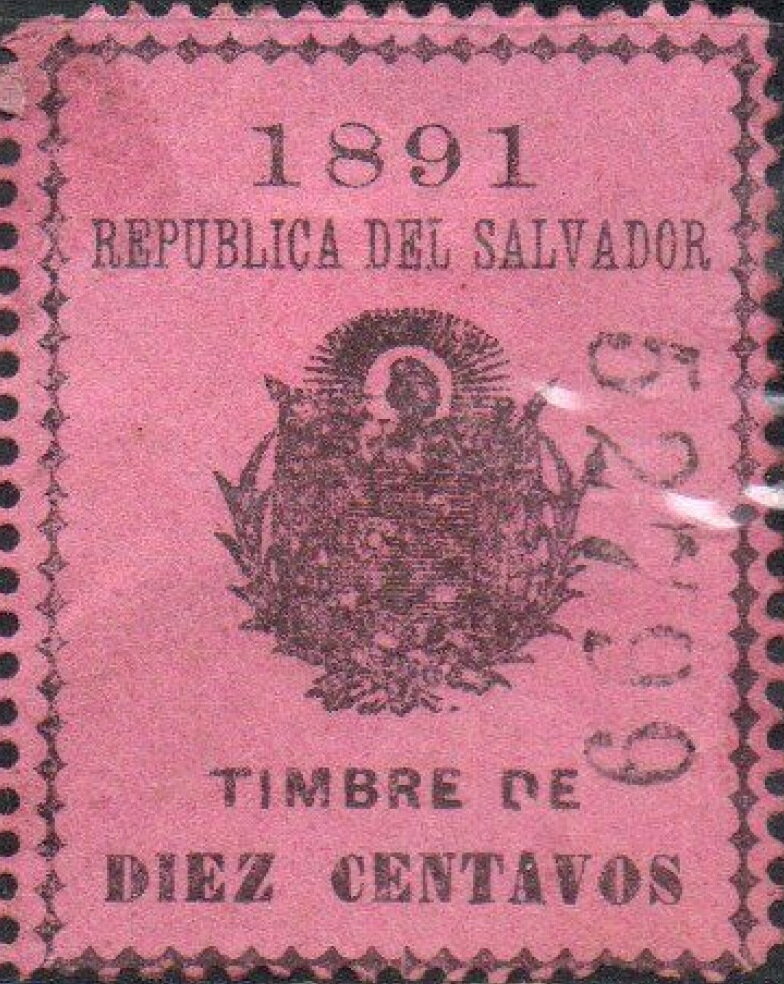 1891
REPUBLICA DEL SALVADOR
TIMBRE DE
DIEZ CENTAVOS